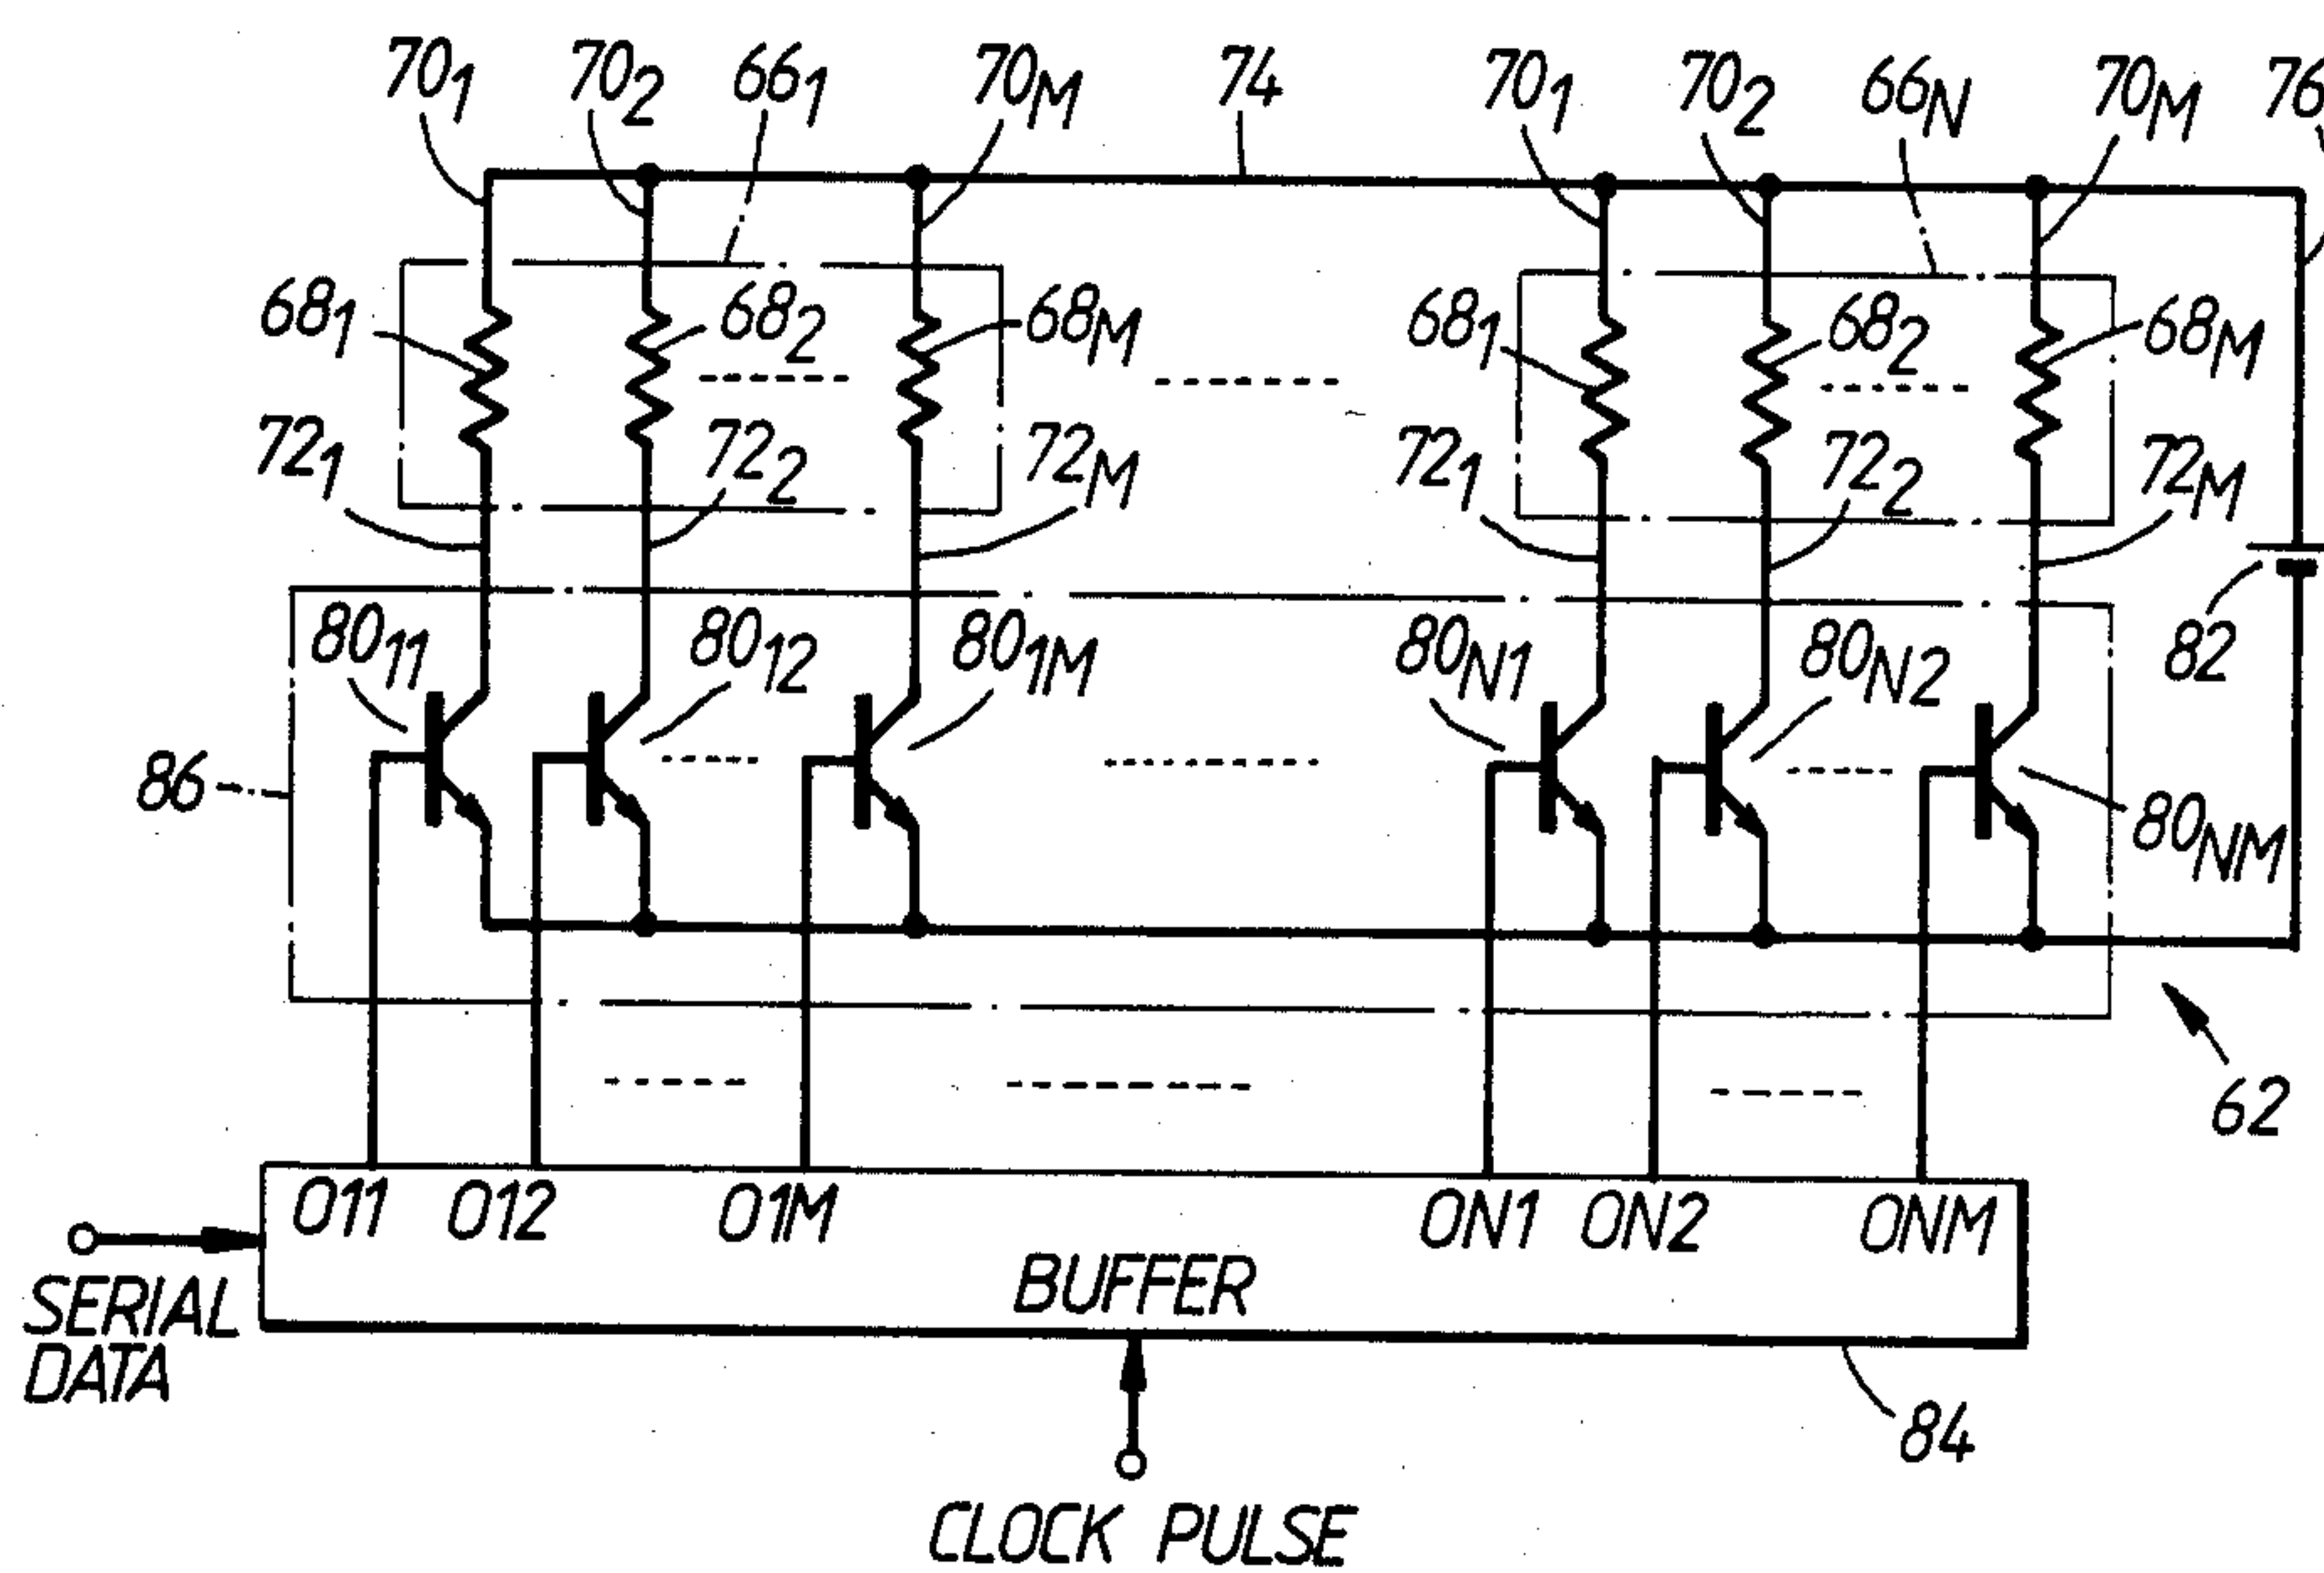 70₁ 70₂ 66₁ 70M 74 70₁ 70₂ 66N 70M 76
68₁ 68₂ 68M 68₁ 68₂ 68M
72₁ 72₂ 72M 72₁ 72₂ 72M
80₁₁ 80₁₂ 80₁M 80N₁ 80N₂ 82
86 80NM
62
O11 O12 O1M ON1 ON2 ONM
BUFFER
SERIAL
DATA
84
CLOCK PULSE